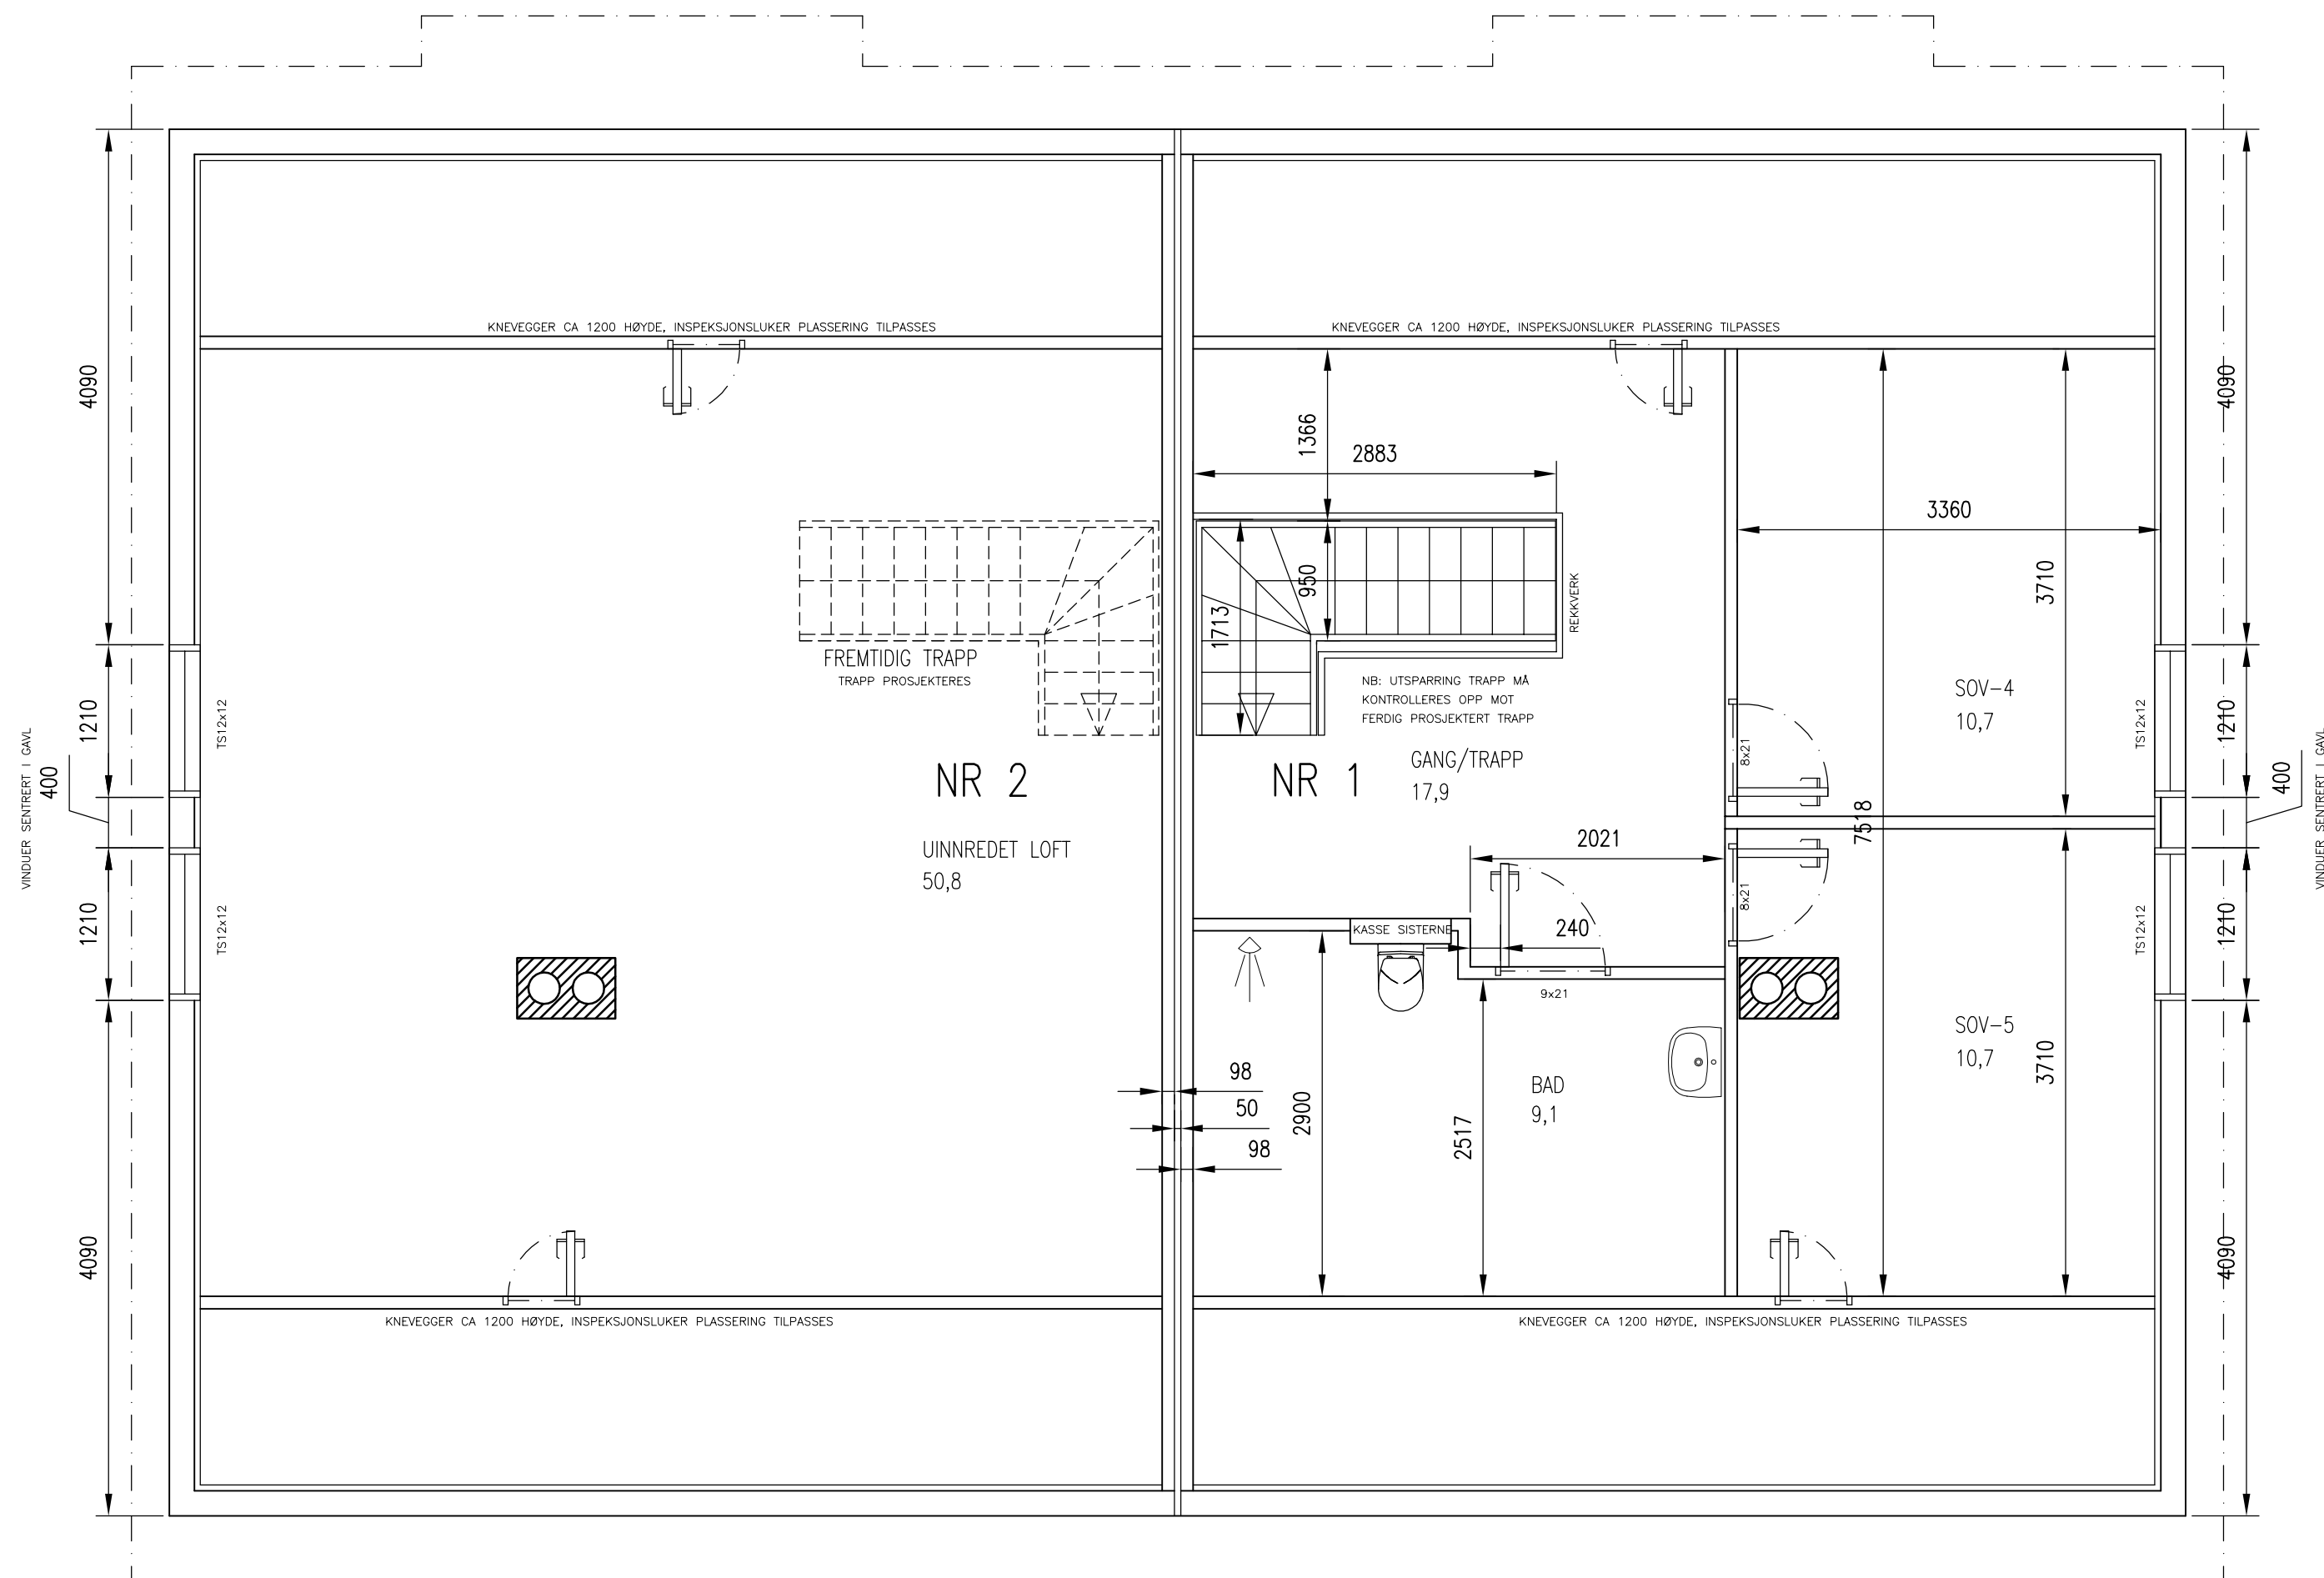 KNEVEGGER CA 1200 HØYDE, INSPEKSJONSLUKER PLASSERING TILPASSES
KNEVEGGER CA 1200 HØYDE, INSPEKSJONSLUKER PLASSERING TILPASSES
4090
4090
1366
2883
3360
950
1713
REKKVERK
3710
FREMTIDIG TRAPP
TRAPP PROSJEKTERES
NB: UTSPARRING TRAPP MÅ
KONTROLLERES OPP MOT
FERDIG PROSJEKTERT TRAPP
SOV-4
10,7
VINDUER SENTRERT I GAVL
400
1210
TS12x12
NR 2
NR 1
GANG/TRAPP
17,9
8x21
7518
TS12x12
1210
400
VINDUER SENTRERT I GAVL
UINNREDET LOFT
50,8
2021
8x21
1210
TS12x12
KASSE SISTERNE
240
TS12x12
1210
9x21
SOV-5
10,7
98
50
98
2900
2517
BAD
9,1
3710
4090
4090
KNEVEGGER CA 1200 HØYDE, INSPEKSJONSLUKER PLASSERING TILPASSES
KNEVEGGER CA 1200 HØYDE, INSPEKSJONSLUKER PLASSERING TILPASSES